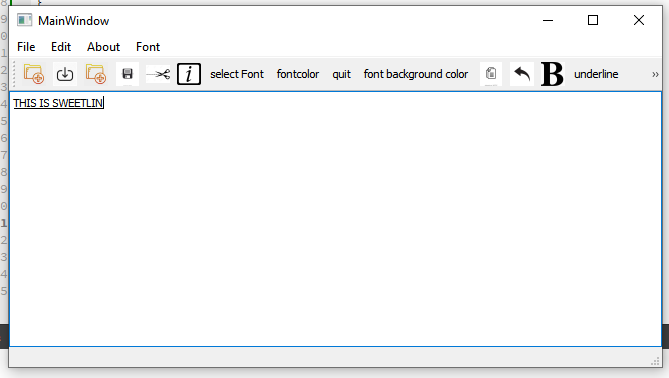 MainWindow
File Edit About Font
i select Font fontcolor quit font background color B underline »
THIS IS SWEETLIN